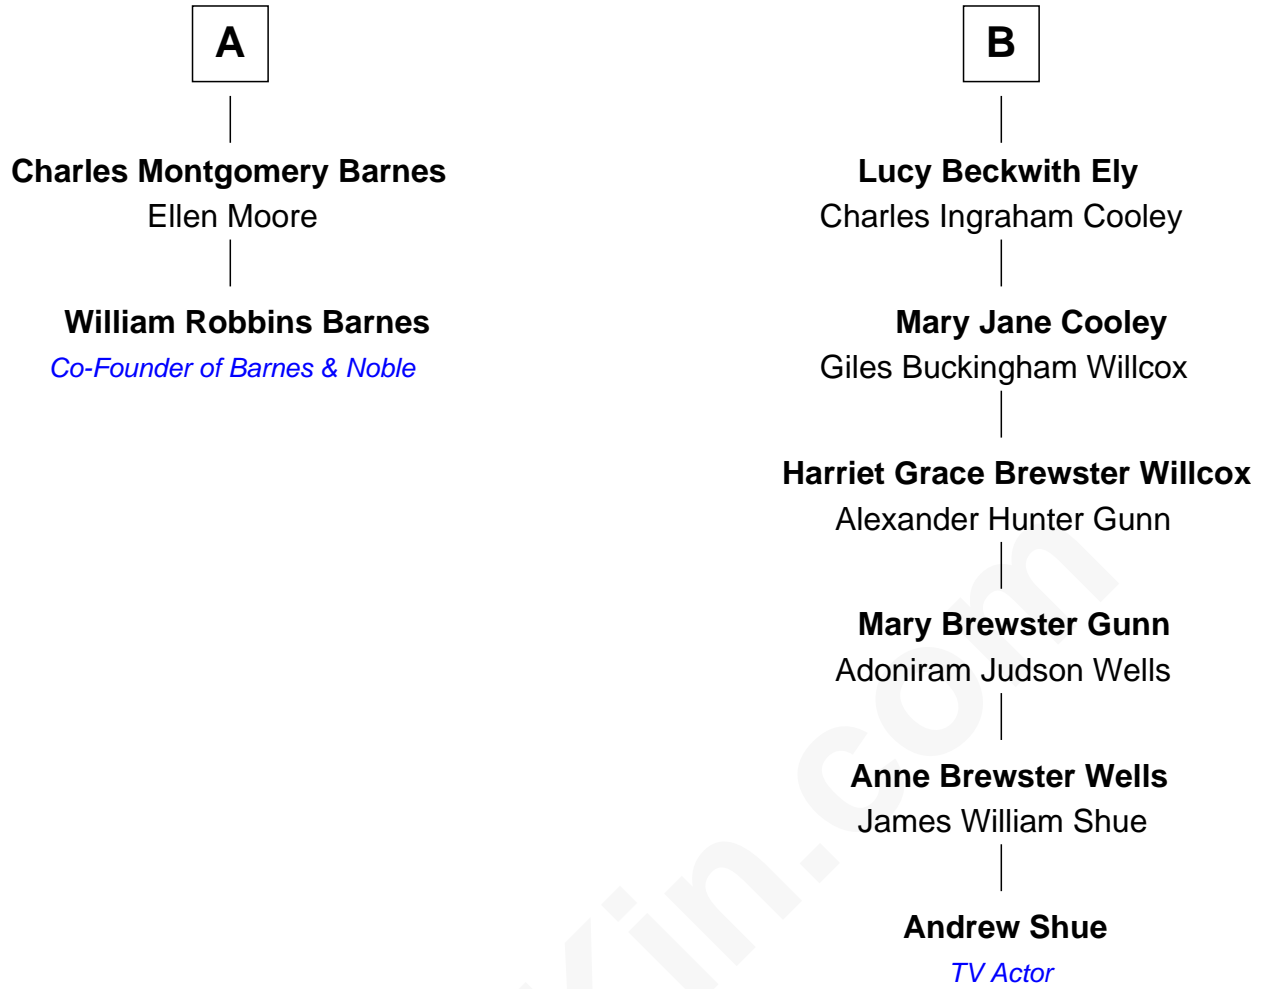 A
Charles Montgomery Barnes
Ellen Moore
William Robbins Barnes
Co-Founder of Barnes & Noble
B
Lucy Beckwith Ely
Charles Ingraham Cooley
Mary Jane Cooley
Giles Buckingham Willcox
Harriet Grace Brewster Willcox
Alexander Hunter Gunn
Mary Brewster Gunn
Adoniram Judson Wells
Anne Brewster Wells
James William Shue
Andrew Shue
TV Actor
Kin.com